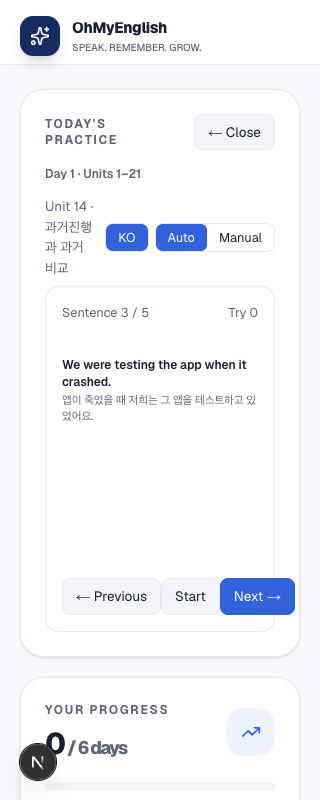 OhMyEnglish
SPEAK. REMEMBER. GROW.
TODAY'S
PRACTICE
← Close
Day 1 · Units 1–21
Unit 14 ·
과거진행
과 과거
비교
KO
Auto
Manual
Sentence 3 / 5
Try 0
We were testing the app when it
crashed.
앱이 죽었을 때 저희는 그 앱을 테스트하고 있
었어요.
← Previous
Start
Next →
YOUR PROGRESS
0 / 6 days
N